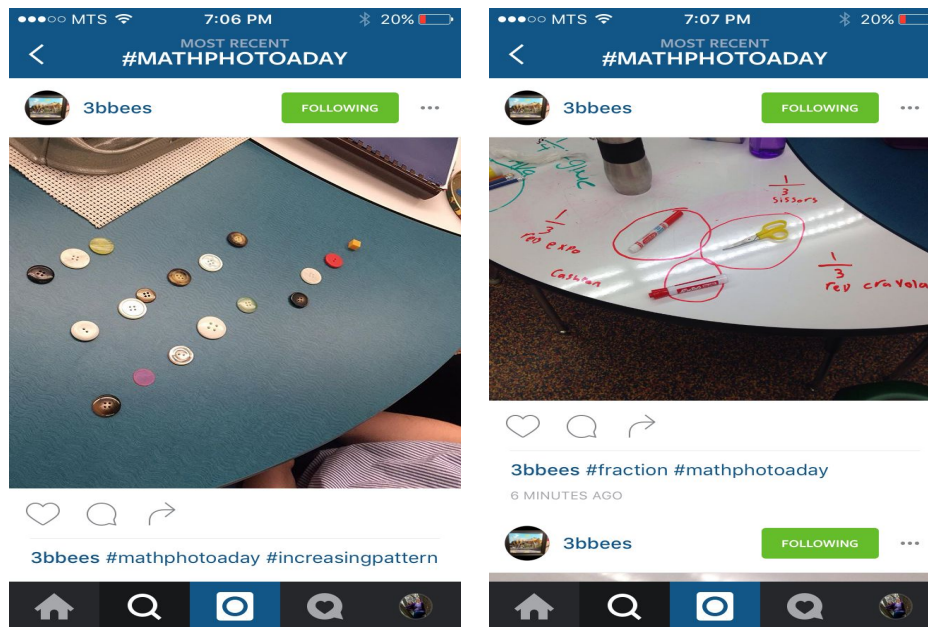 MTS 7:06 PM 20%
MOST RECENT
#MATHPHOTOADAY
3bbees FOLLOWING
3bbees #mathphotoaday #increasingpattern
MTS 7:07 PM 20%
MOST RECENT
#MATHPHOTOADAY
3bbees FOLLOWING
glue
1/3
sissors
1/3
red expo
Cashton
1/3
red crayola
3bbees #fraction #mathphotoaday
6 MINUTES AGO
3bbees FOLLOWING